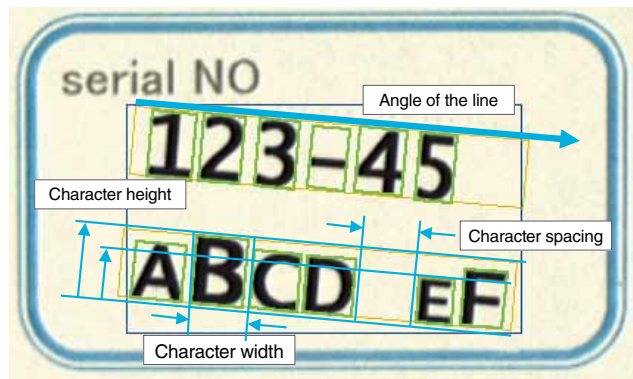 serial NO
Angle of the line
123-45
Character height
Character spacing
ABCD EF
Character width